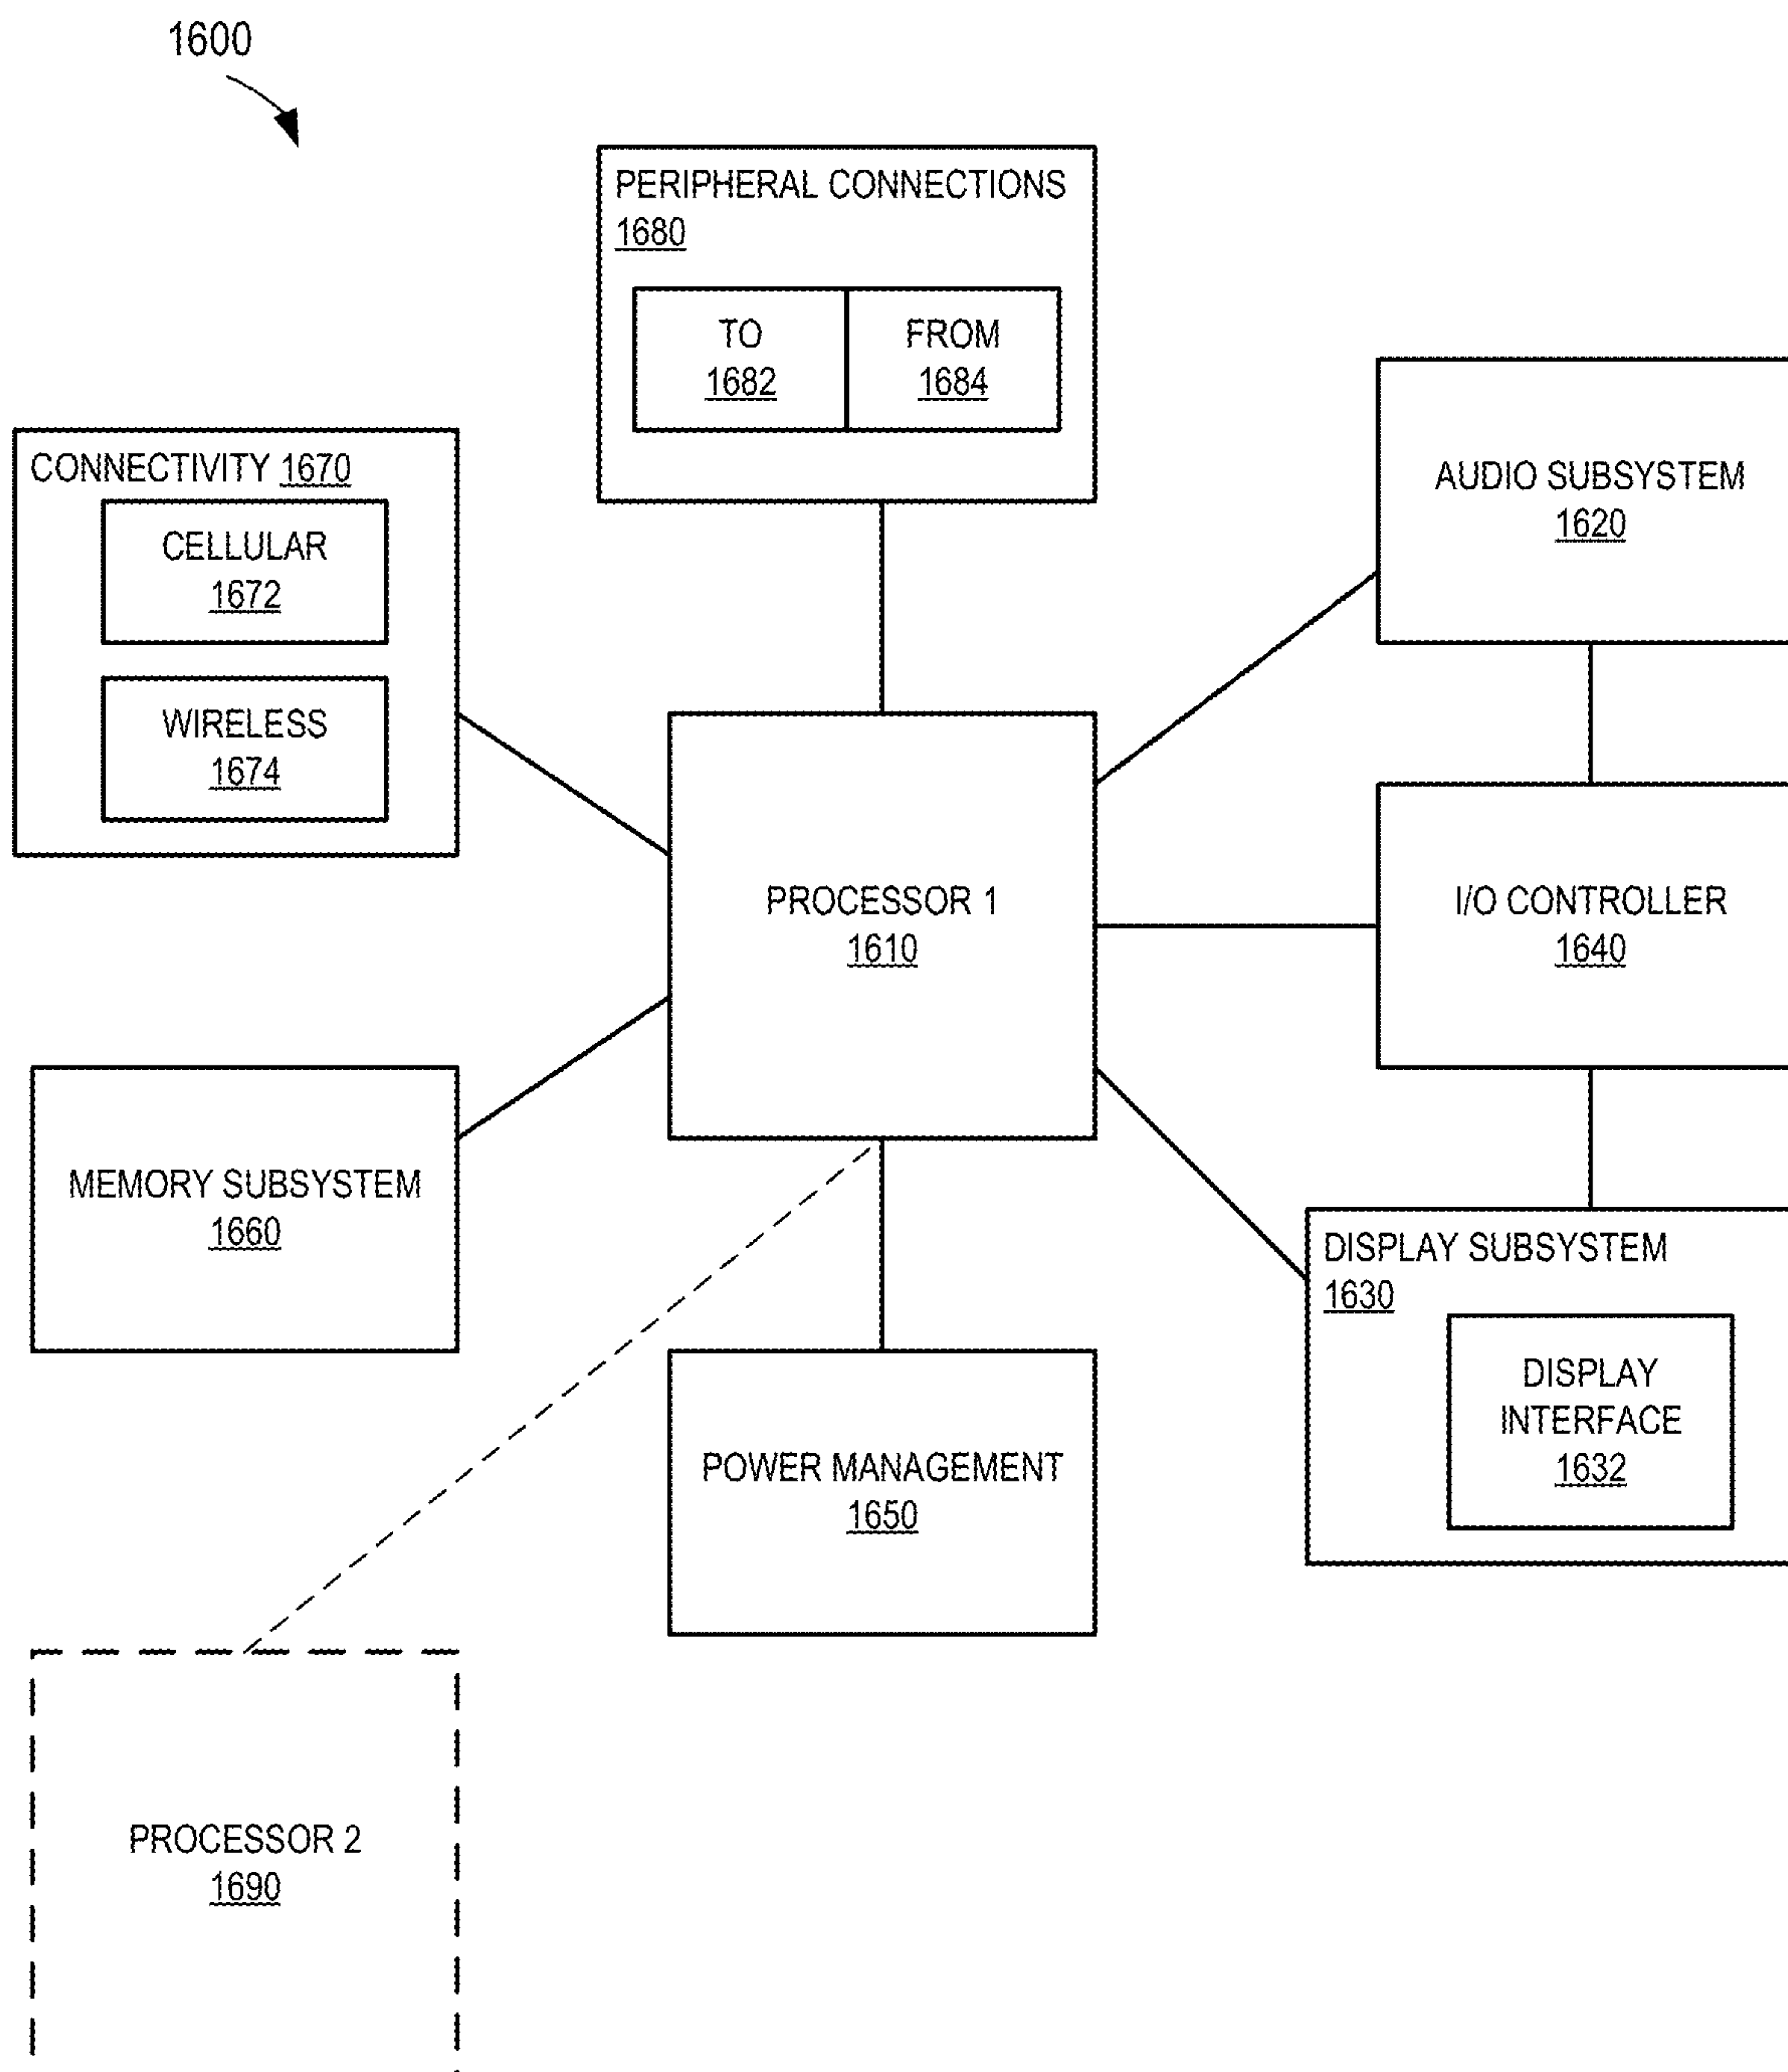 1600
PERIPHERAL CONNECTIONS
1680
TO
1682
FROM
1684
CONNECTIVITY 1670
CELLULAR
1672
WIRELESS
1674
AUDIO SUBSYSTEM
1620
PROCESSOR 1
1610
I/O CONTROLLER
1640
MEMORY SUBSYSTEM
1660
DISPLAY SUBSYSTEM
1630
DISPLAY
INTERFACE
1632
POWER MANAGEMENT
1650
PROCESSOR 2
1690